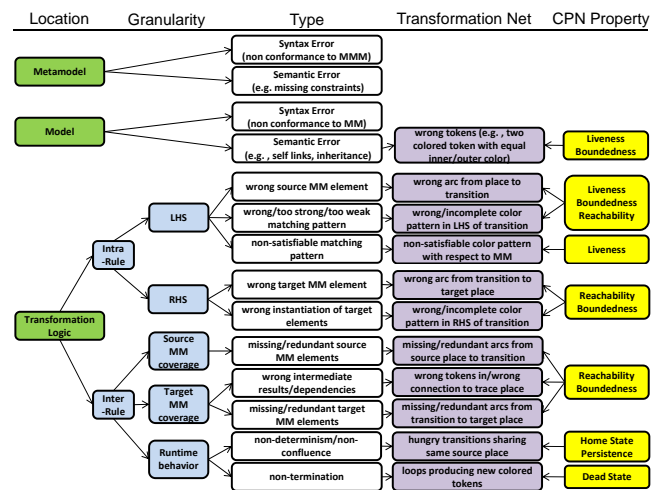 Location Granularity Type Transformation Net CPN Property
Metamodel
Syntax Error
(non conformance to MMM)
Semantic Error
(e.g. missing constraints)
Model
Syntax Error
(non conformance to MM)
Semantic Error
(e.g. , self links, inheritance)
wrong tokens (e.g. , two
colored token with equal
inner/outer color)
Liveness
Boundedness
Transformation
Logic
Intra
-Rule
LHS
wrong source MM element
wrong arc from place to
transition
Liveness
Boundedness
Reachability
wrong/too strong/too weak
matching pattern
wrong/incomplete color
pattern in LHS of transition
non-satisfiable matching
pattern
non-satisfiable color pattern
with respect to MM
Liveness
RHS
wrong target MM element
wrong arc from transition to
target place
Reachability
Boundedness
wrong instantiation of target
elements
wrong/incomplete color
pattern in RHS of transition
Inter
-Rule
Source
MM
coverage
missing/redundant source
MM elements
missing/redundant arcs from
source place to transition
Reachability
Boundedness
Target
MM
coverage
wrong intermediate
results/dependencies
wrong tokens in/wrong
connection to trace place
missing/redundant target
MM elements
missing/redundant arcs from
transition to target place
Runtime
behavior
non-determism/non-
confluence
hungry transitions sharing
same source place
Home State
Persistence
non-termination
loops producing new colored
tokens
Dead State